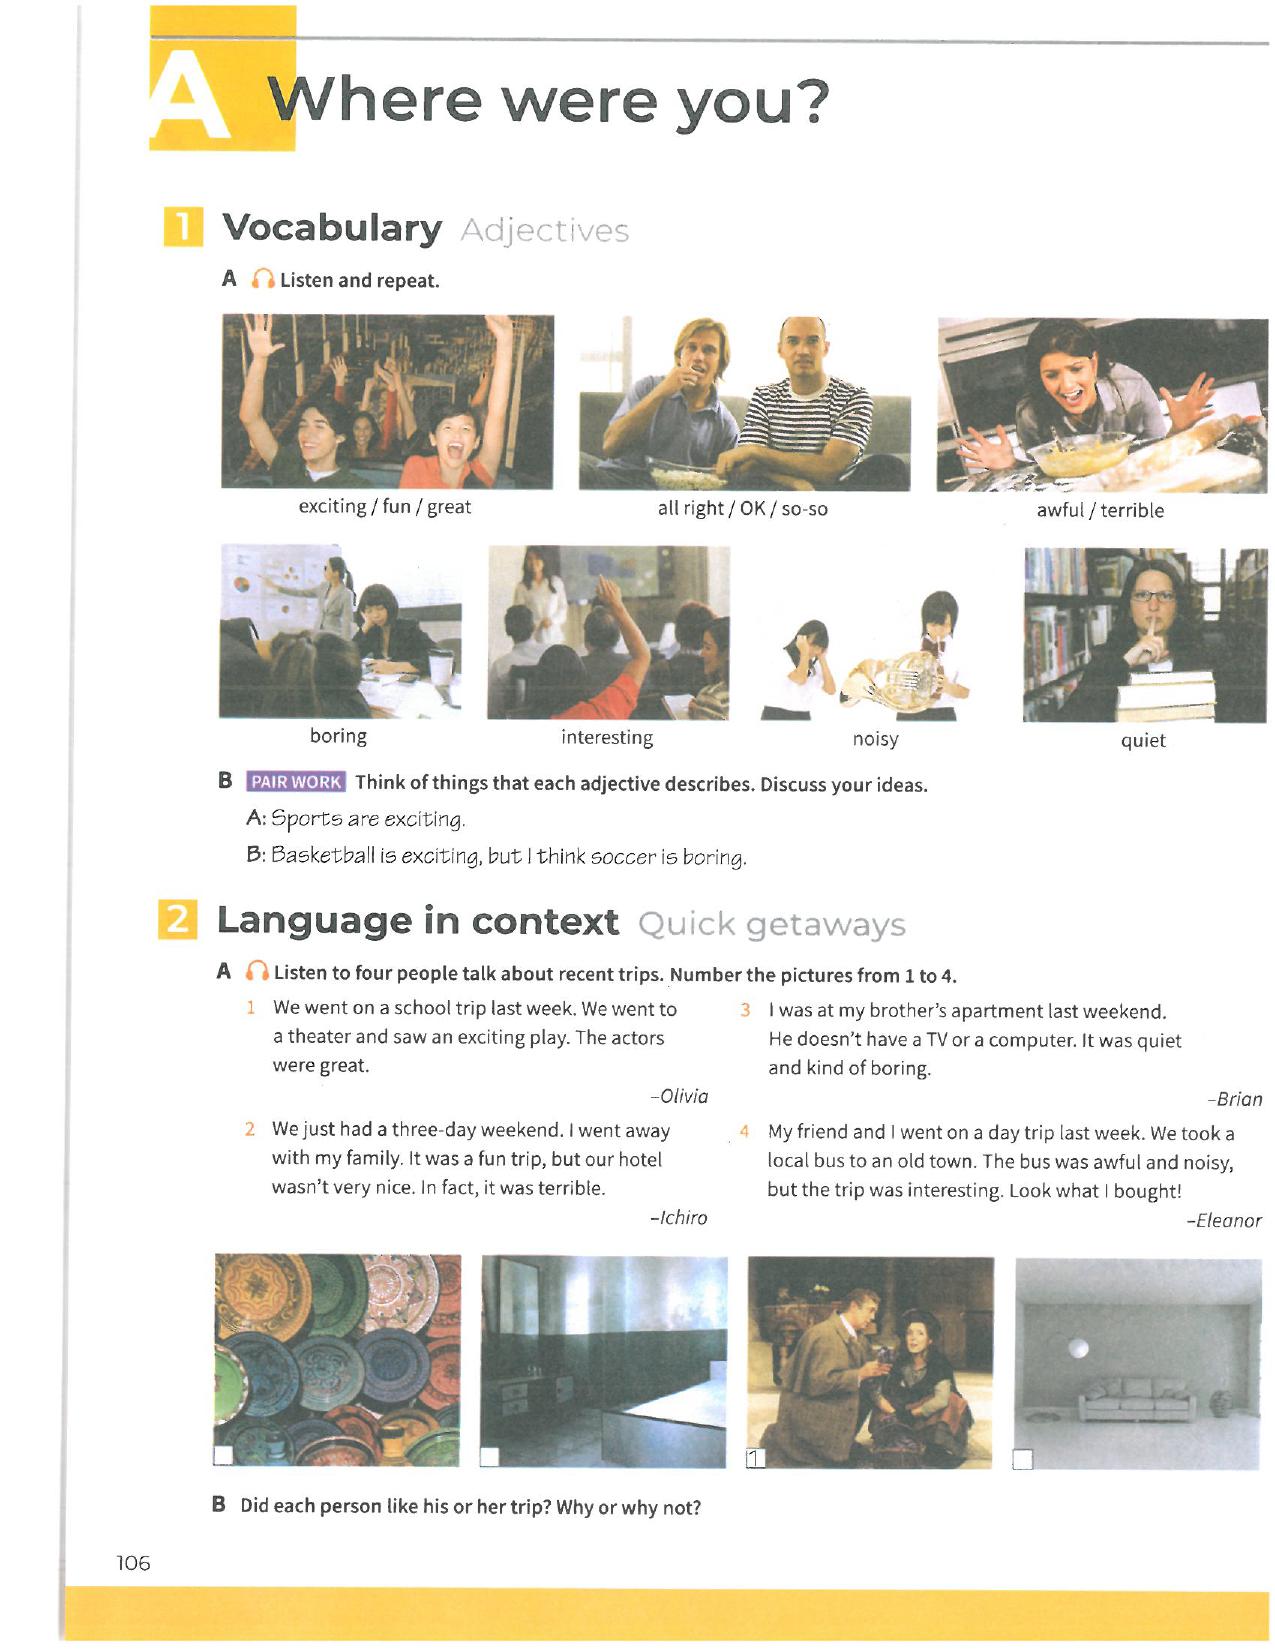 A Where were you?
1 Vocabulary Adjectives
A Listen and repeat.
exciting / fun / great
all right / OK / so-so
awful / terrible
boring
interesting
noisy
quiet
B PAIR WORK Think of things that each adjective describes. Discuss your ideas.
A: Sports are exciting.
B: Basketball is exciting, but I think soccer is boring.
2 Language in context Quick getaways
A Listen to four people talk about recent trips. Number the pictures from 1 to 4.
1 We went on a school trip last week. We went to
a theater and saw an exciting play. The actors
were great.
–Olivia
2 We just had a three-day weekend. I went away
with my family. It was a fun trip, but our hotel
wasn't very nice. In fact, it was terrible.
–Ichiro
3 I was at my brother's apartment last weekend.
He doesn't have a TV or a computer. It was quiet
and kind of boring.
–Brian
4 My friend and I went on a day trip last week. We took a
local bus to an old town. The bus was awful and noisy,
but the trip was interesting. Look what I bought!
–Eleanor
1
B Did each person like his or her trip? Why or why not?
106